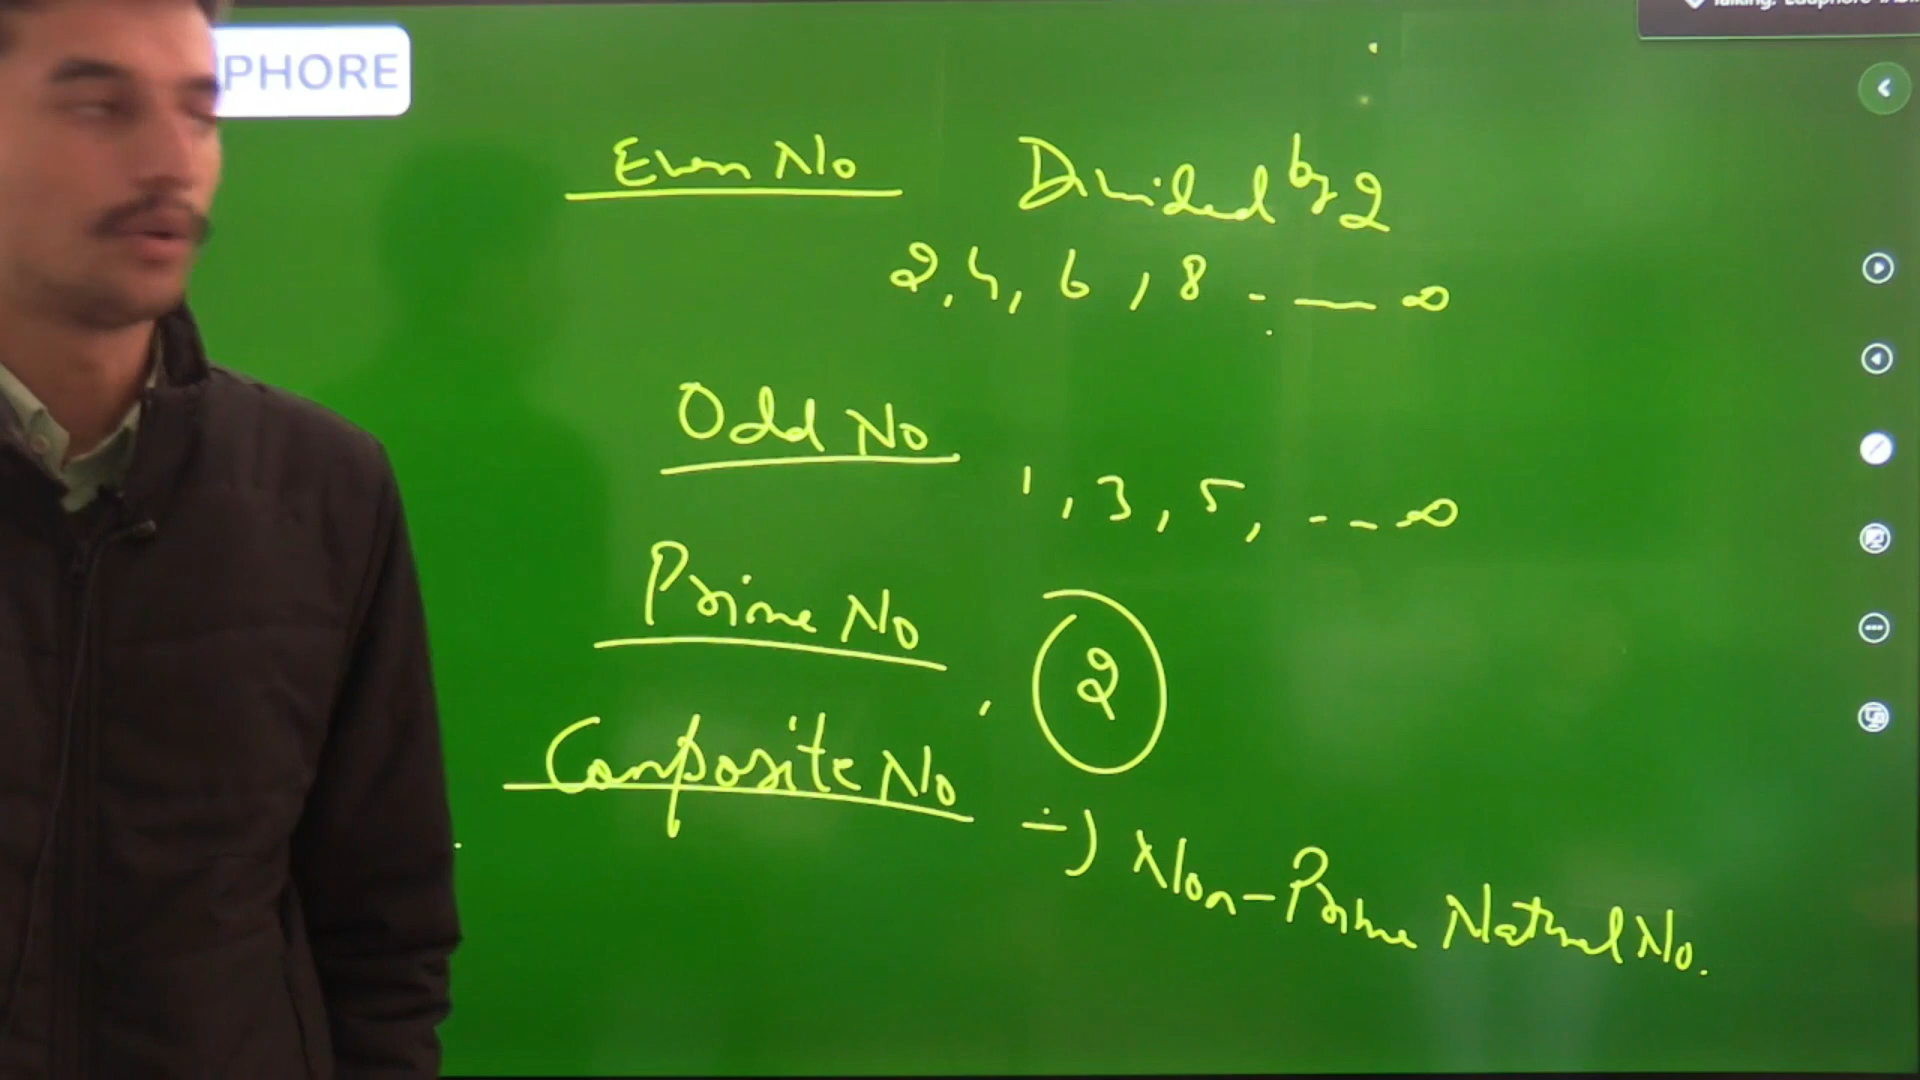 PHORE
Even No Divided by 2
2, 4, 6, 8 - — ∞
Odd No
1, 3, 5, - - ∞
Prime No
2
Composite No -) Non-Prime Natural No.